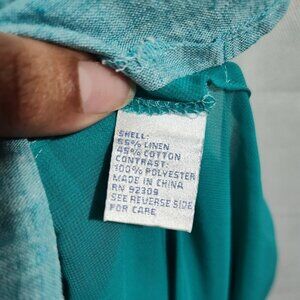 SHELL:
55% LINEN
45% COTTON
CONTRAST:
100% POLYESTER
MADE IN CHINA
RN 92309
SEE REVERSE SIDE
FOR CARE